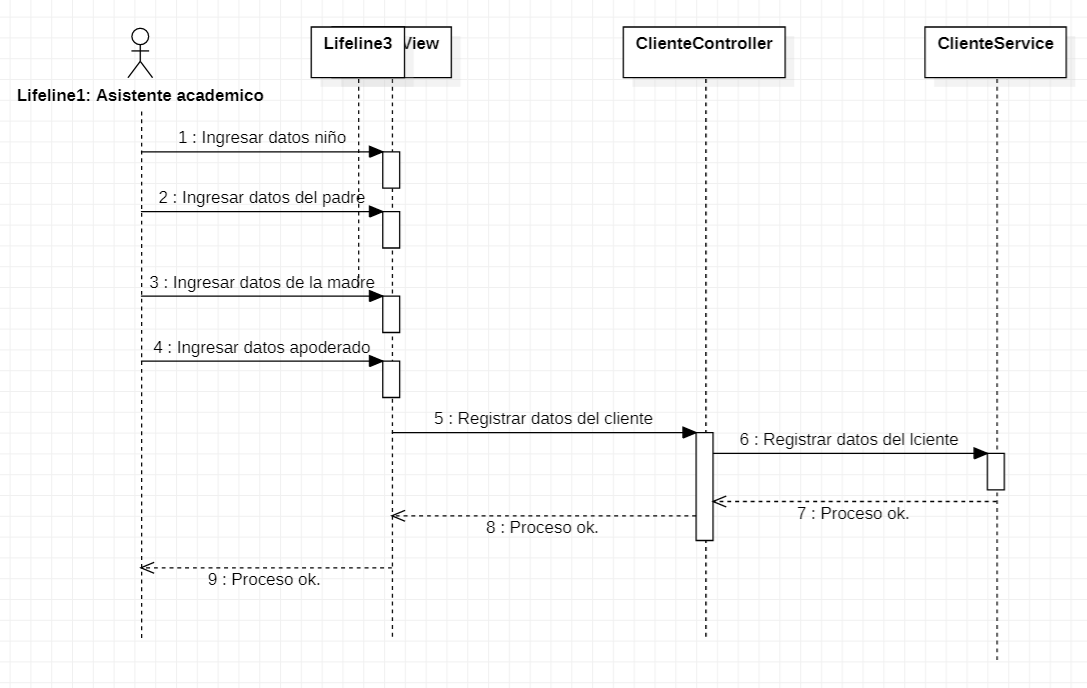 Lifeline3
View
ClienteController
ClienteService
Lifeline1: Asistente academico
1 : Ingresar datos niño
2 : Ingresar datos del padre
3 : Ingresar datos de la madre
4 : Ingresar datos apoderado
5 : Registrar datos del cliente
6 : Registrar datos del lciente
7 : Proceso ok.
8 : Proceso ok.
9 : Proceso ok.